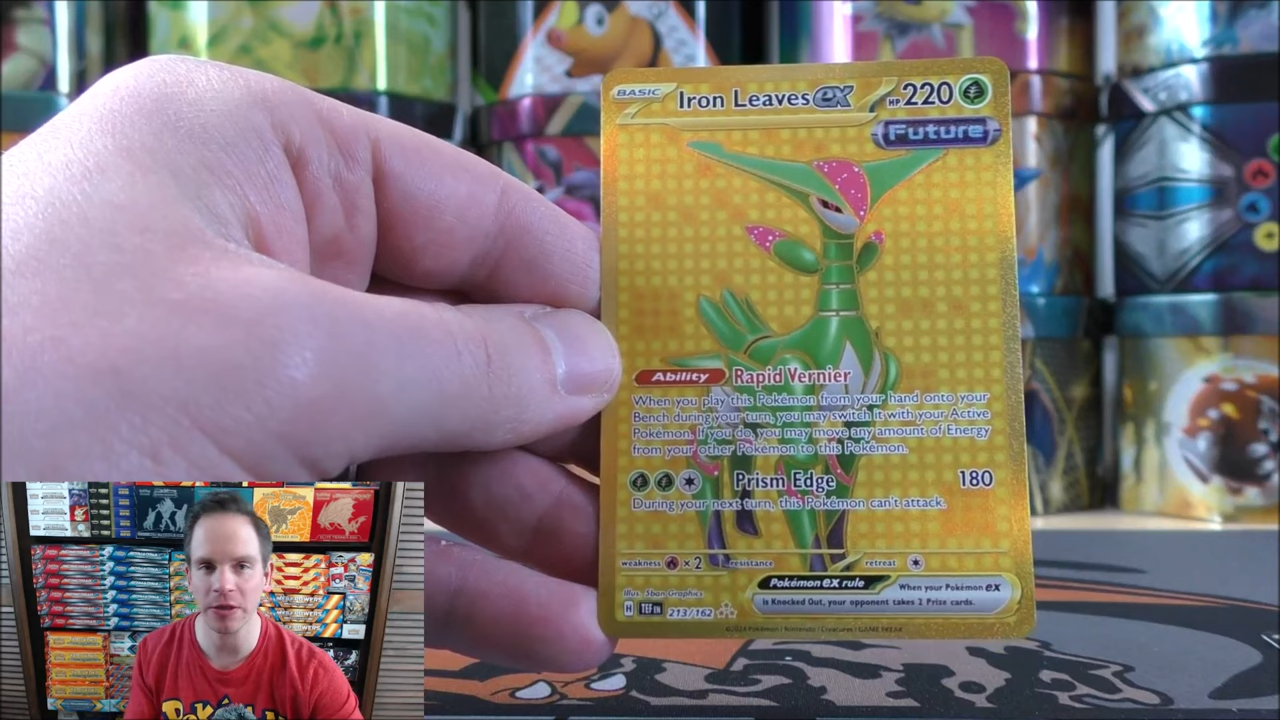 BASIC Iron Leaves ex HP 220
Future
Ability Rapid Vernier
When you play this Pokémon from your hand onto your
Bench during your turn, you may switch it with your Active
Pokémon. If you do, you may move any amount of Energy
from your other Pokémon to this Pokémon.
Prism Edge 180
During your next turn, this Pokémon can't attack.
weakness ×2 resistance retreat
Pokémon ex rule When your Pokémon ex
is Knocked Out, your opponent takes 2 Prize cards.
Illus. 5ban Graphics
H TEF EN 213/162
©2024 Pokémon / Nintendo / Creatures / GAME FREAK